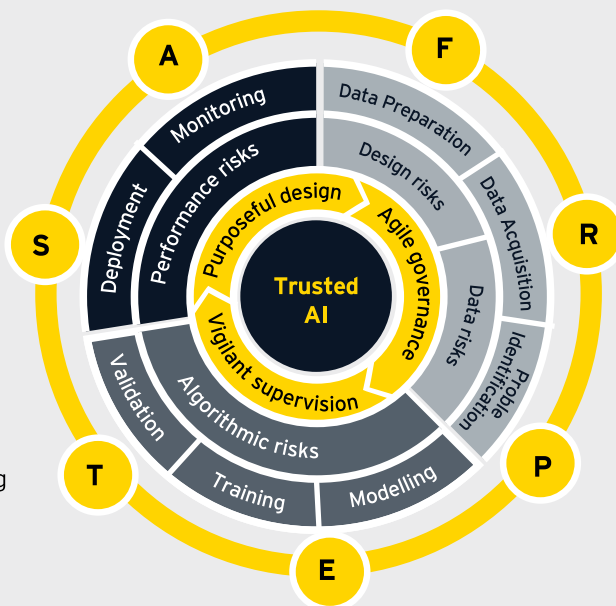 A
F
S
R
T
P
E
Monitoring
Data Preparation
Deployment
Performance risks
Design risks
Data Acquisition
Purposeful design
Agile governance
Trusted
AI
Data risks
Vigilant supervision
Proble
Identification
Validation
Algorithmic risks
Training
Modelling
g